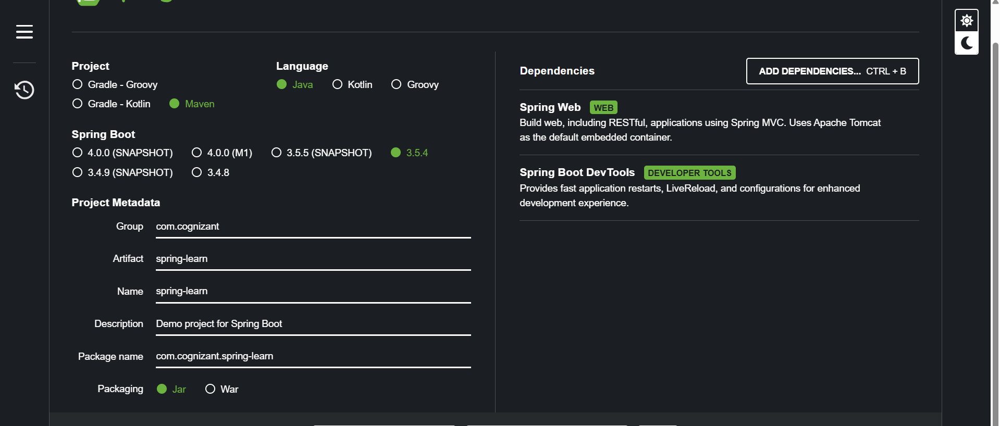 Project
Gradle - Groovy
Gradle - Kotlin Maven
Language
Java Kotlin Groovy
Spring Boot
4.0.0 (SNAPSHOT) 4.0.0 (M1) 3.5.5 (SNAPSHOT) 3.5.4
3.4.9 (SNAPSHOT) 3.4.8
Project Metadata
Group com.cognizant
Artifact spring-learn
Name spring-learn
Description Demo project for Spring Boot
Package name com.cognizant.spring-learn
Packaging Jar War
Dependencies ADD DEPENDENCIES... CTRL + B
Spring Web WEB
Build web, including RESTful, applications using Spring MVC. Uses Apache Tomcat
as the default embedded container.
Spring Boot DevTools DEVELOPER TOOLS
Provides fast application restarts, LiveReload, and configurations for enhanced
development experience.